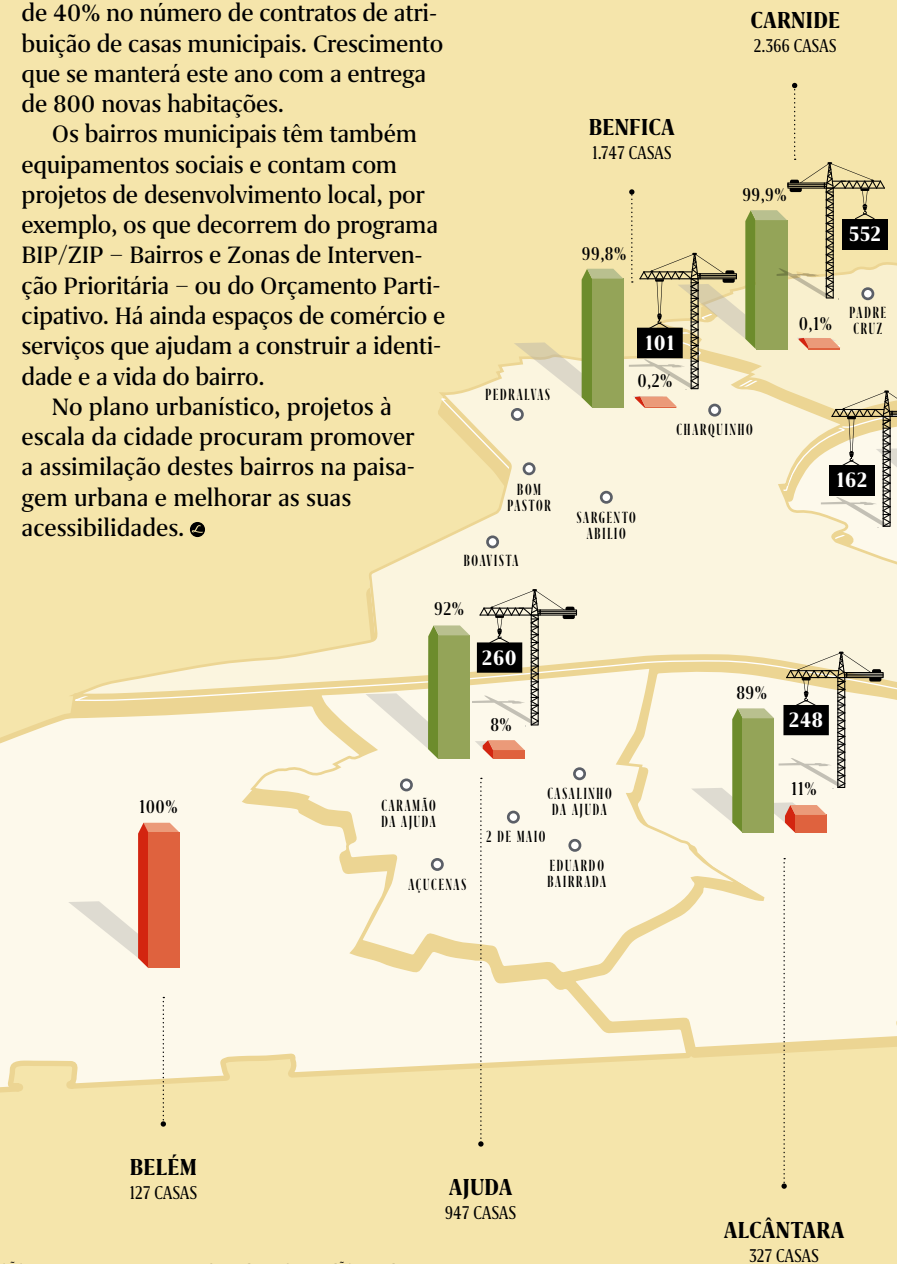 de 40% no número de contratos de atri-
buição de casas municipais. Crescimento
que se manterá este ano com a entrega
de 800 novas habitações.
Os bairros municipais têm também
equipamentos sociais e contam com
projetos de desenvolvimento local, por
exemplo, os que decorrem do programa
BIP/ZIP – Bairros e Zonas de Interven-
ção Prioritária – ou do Orçamento Parti-
cipativo. Há ainda espaços de comércio e
serviços que ajudam a construir a identi-
dade e a vida do bairro.
No plano urbanístico, projetos à
escala da cidade procuram promover
a assimilação destes bairros na paisa-
gem urbana e melhorar as suas
acessibilidades.
CARNIDE
2.366 CASAS
99,9%
552
0,1%
PADRE
CRUZ
BENFICA
1.747 CASAS
99,8%
101
0,2%
PEDRALVAS
CHARQUINHO
162
BOM
PASTOR
SARGENTO
ABILIO
BOAVISTA
92%
260
8%
89%
248
11%
100%
CARAMÃO
DA AJUDA
CASALINHO
DA AJUDA
2 DE MAIO
EDUARDO
BAIRRADA
AÇUCENAS
BELÉM
127 CASAS
AJUDA
947 CASAS
ALCÂNTARA
327 CASAS